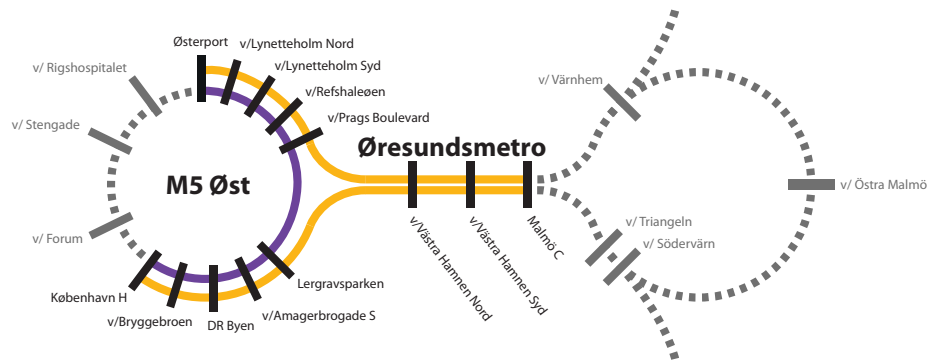 Østerport
v/Lynetteholm Nord
v/Lynetteholm Syd
v/ Rigshospitalet
v/Refshaleøen
v/ Stengade
v/Prags Boulevard
Øresundsmetro
M5 Øst
v/ Värnhem
v/ Östra Malmö
v/ Triangeln
v/ Södervärn
v/ Forum
København H
v/Bryggebroen
DR Byen
v/Amagerbrogade S
Lergravsparken
v/Västra Hamnen Nord
v/Västra Hamnen Syd
Malmö C